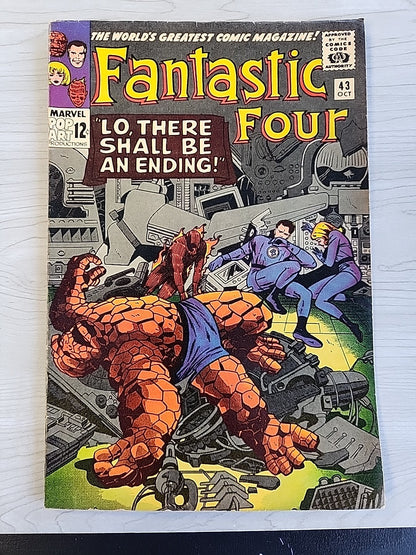 THE WORLD'S GREATEST COMIC MAGAZINE!
APPROVED
BY THE
COMICS
CODE
AUTHORITY
Fantastic
Four
43
OCT
MARVEL
POP
ART
PRODUCTIONS
12¢
"LO, THERE
SHALL BE
AN ENDING!"